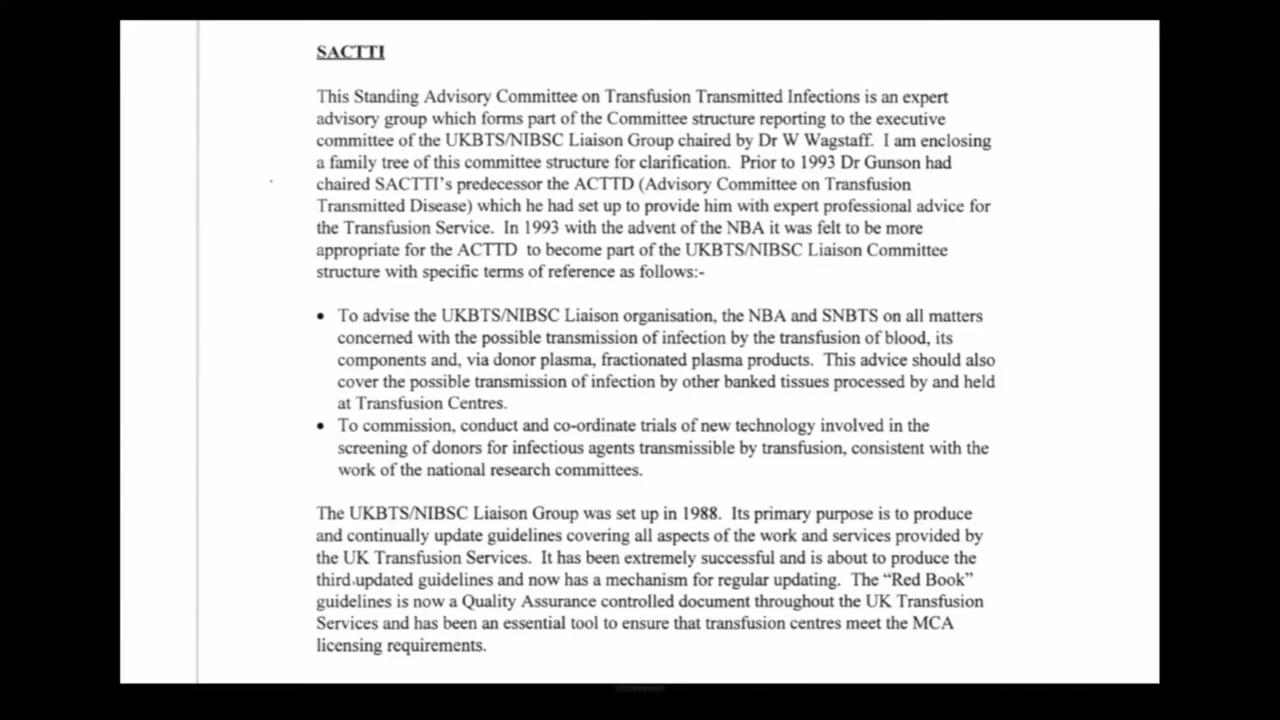 SACTTI
This Standing Advisory Committee on Transfusion Transmitted Infections is an expert
advisory group which forms part of the Committee structure reporting to the executive
committee of the UKBTS/NIBSC Liaison Group chaired by Dr W Wagstaff. I am enclosing
a family tree of this committee structure for clarification. Prior to 1993 Dr Gunson had
chaired SACTTI's predecessor the ACTTD (Advisory Committee on Transfusion
Transmitted Disease) which he had set up to provide him with expert professional advice for
the Transfusion Service. In 1993 with the advent of the NBA it was felt to be more
appropriate for the ACTTD to become part of the UKBTS/NIBSC Liaison Committee
structure with specific terms of reference as follows:-
• To advise the UKBTS/NIBSC Liaison organisation, the NBA and SNBTS on all matters
concerned with the possible transmission of infection by the transfusion of blood, its
components and, via donor plasma, fractionated plasma products. This advice should also
cover the possible transmission of infection by other banked tissues processed by and held
at Transfusion Centres.
• To commission, conduct and co-ordinate trials of new technology involved in the
screening of donors for infectious agents transmissible by transfusion, consistent with the
work of the national research committees.
The UKBTS/NIBSC Liaison Group was set up in 1988. Its primary purpose is to produce
and continually update guidelines covering all aspects of the work and services provided by
the UK Transfusion Services. It has been extremely successful and is about to produce the
third updated guidelines and now has a mechanism for regular updating. The “Red Book”
guidelines is now a Quality Assurance controlled document throughout the UK Transfusion
Services and has been an essential tool to ensure that transfusion centres meet the MCA
licensing requirements.